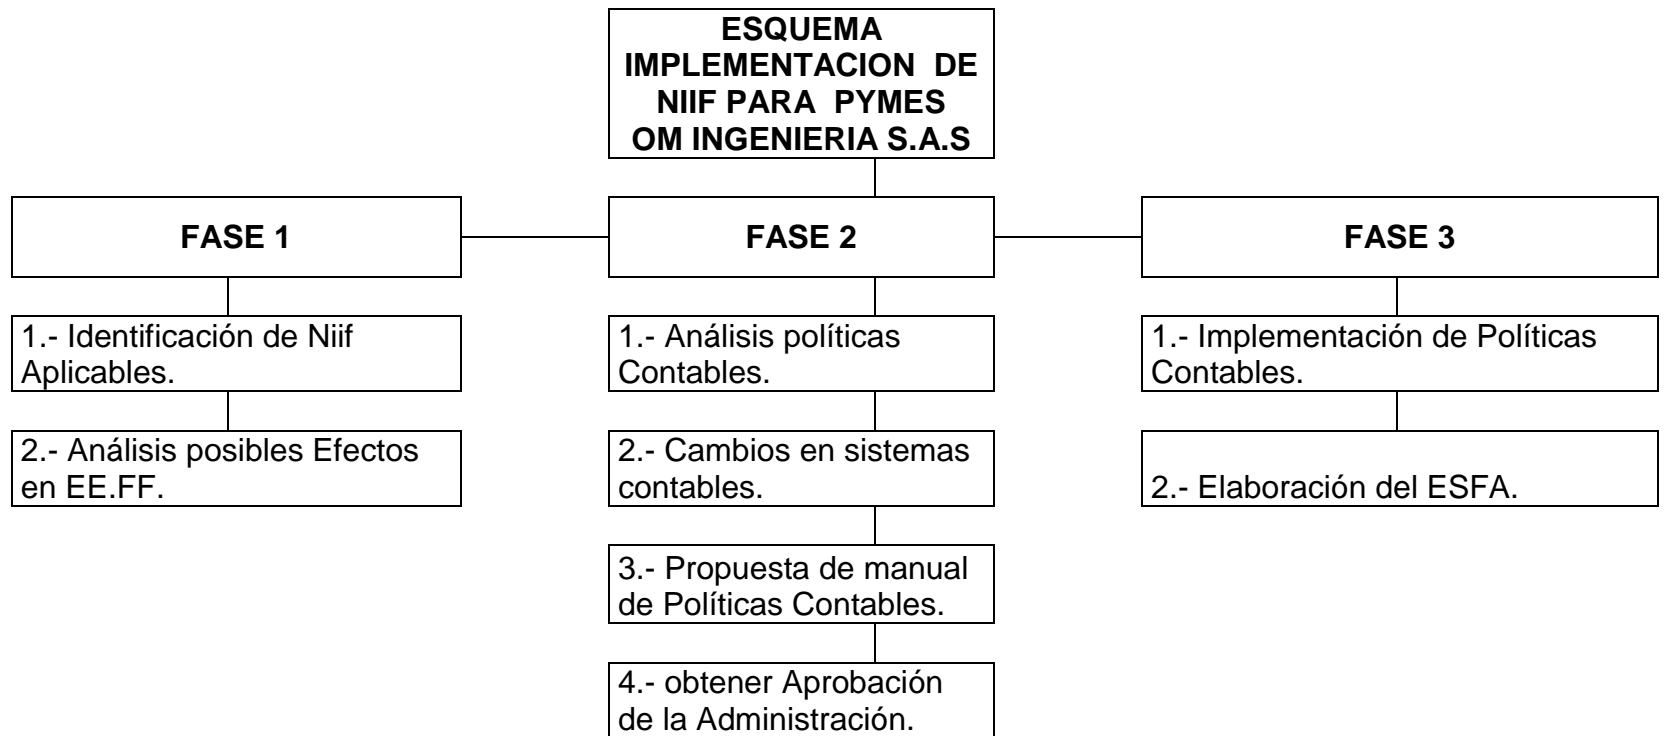 ESQUEMA
IMPLEMENTACION DE
NIIF PARA PYMES
OM INGENIERIA S.A.S
FASE 1
1.- Identificación de Niif
Aplicables.
2.- Análisis posibles Efectos
en EE.FF.
FASE 2
1.- Análisis políticas
Contables.
2.- Cambios en sistemas
contables.
3.- Propuesta de manual
de Políticas Contables.
4.- obtener Aprobación
de la Administración.
FASE 3
1.- Implementación de Políticas
Contables.
2.- Elaboración del ESFA.